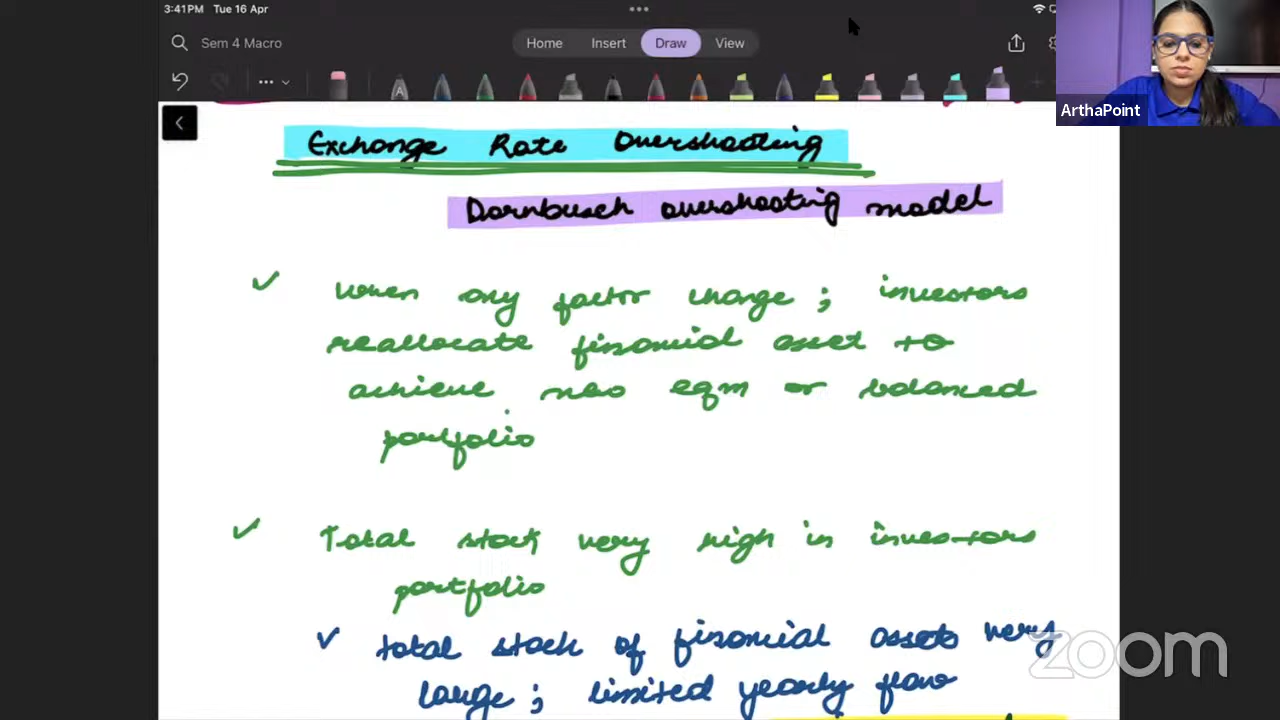 3:41 PM Tue 16 Apr
Sem 4 Macro
Home Insert Draw View
A
ArthaPoint
Exchange Rate Overshooting
Dornbusch overshooting model
When any factor change ; investors
reallocate financial asset to
achieve new eqm or balanced
portfolio
Total stock very high in investors
portfolio
total stock of financial assets very
large ; limited yearly flow
zoom